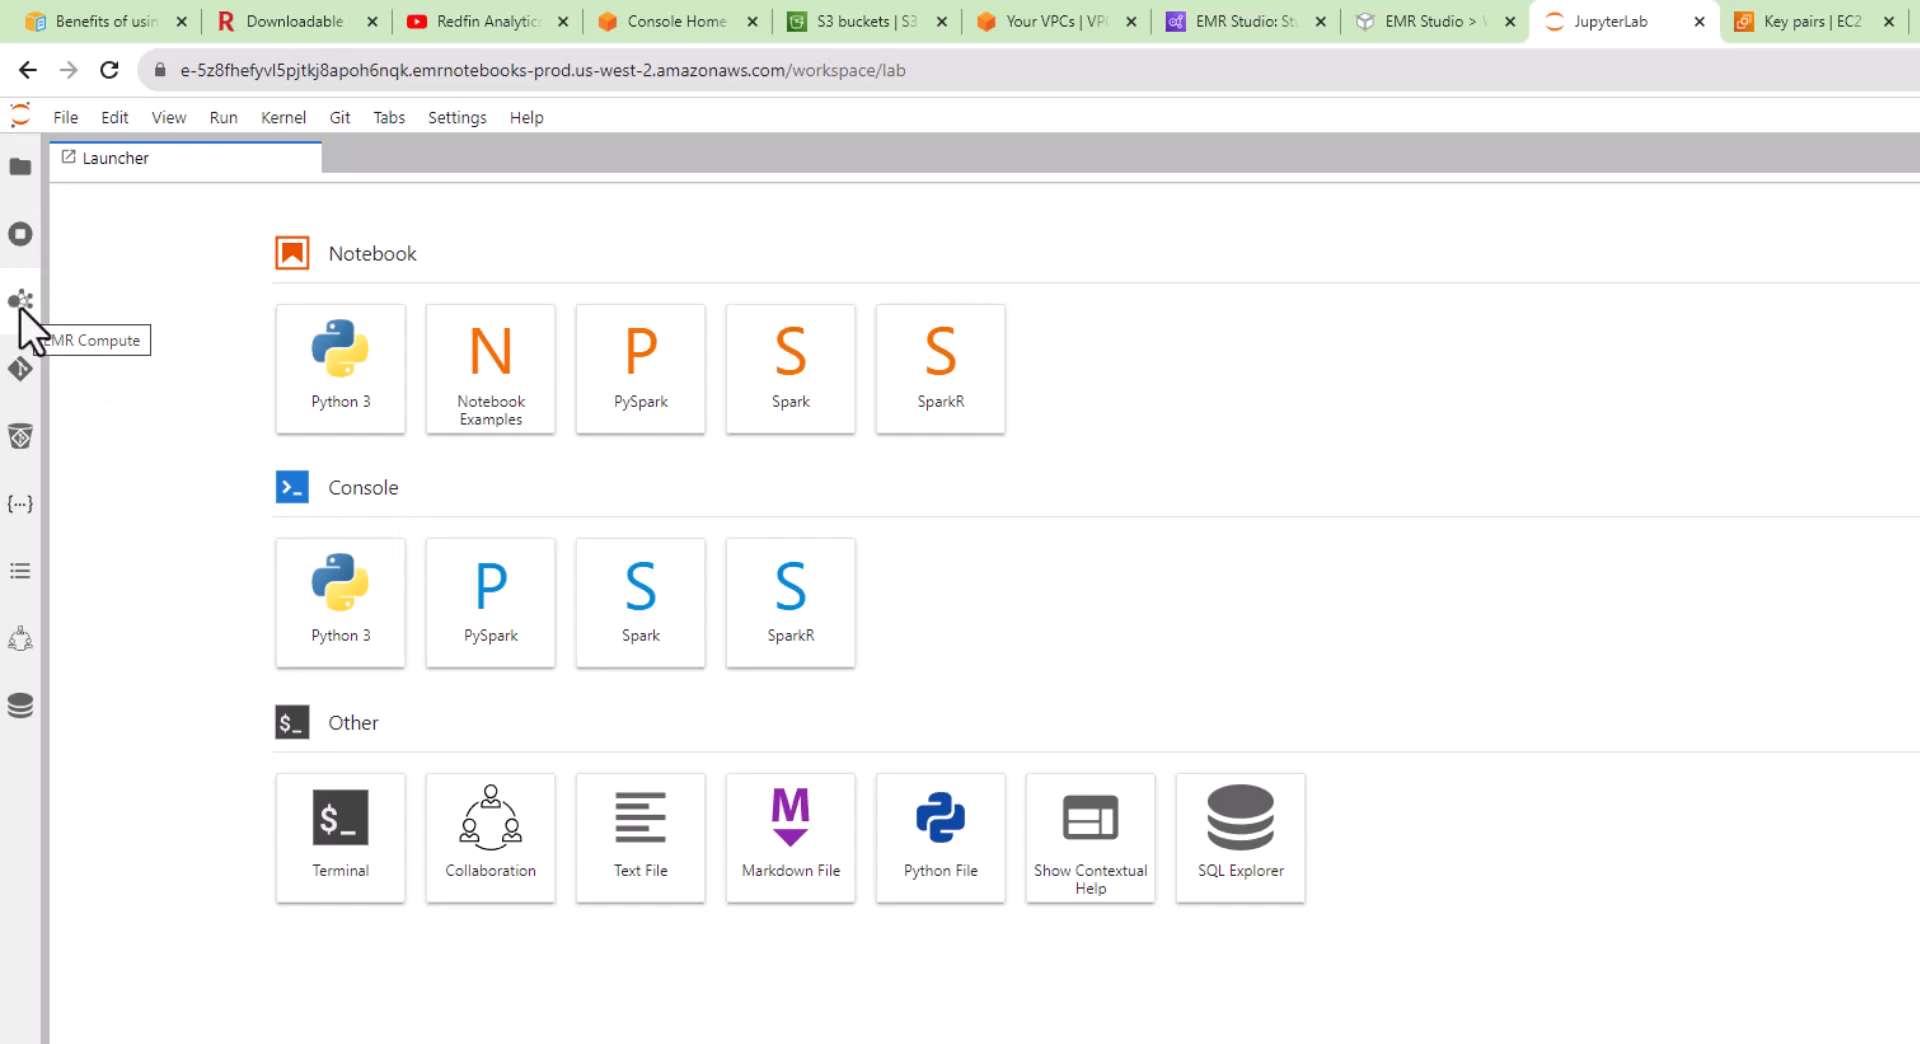 Benefits of usin
Downloadable
Redfin Analytic
Console Home
S3 buckets | S3
Your VPCs | VPC
EMR Studio: Stu
EMR Studio > W
JupyterLab
Key pairs | EC2
e-5z8fhefyvl5pjtkj8apoh6nqk.emrnotebooks-prod.us-west-2.amazonaws.com/workspace/lab
File Edit View Run Kernel Git Tabs Settings Help
Launcher
EMR Compute
Notebook
Python 3
Notebook
Examples
PySpark
Spark
SparkR
Console
Python 3
PySpark
Spark
SparkR
Other
Terminal
Collaboration
Text File
Markdown File
Python File
Show Contextual
Help
SQL Explorer